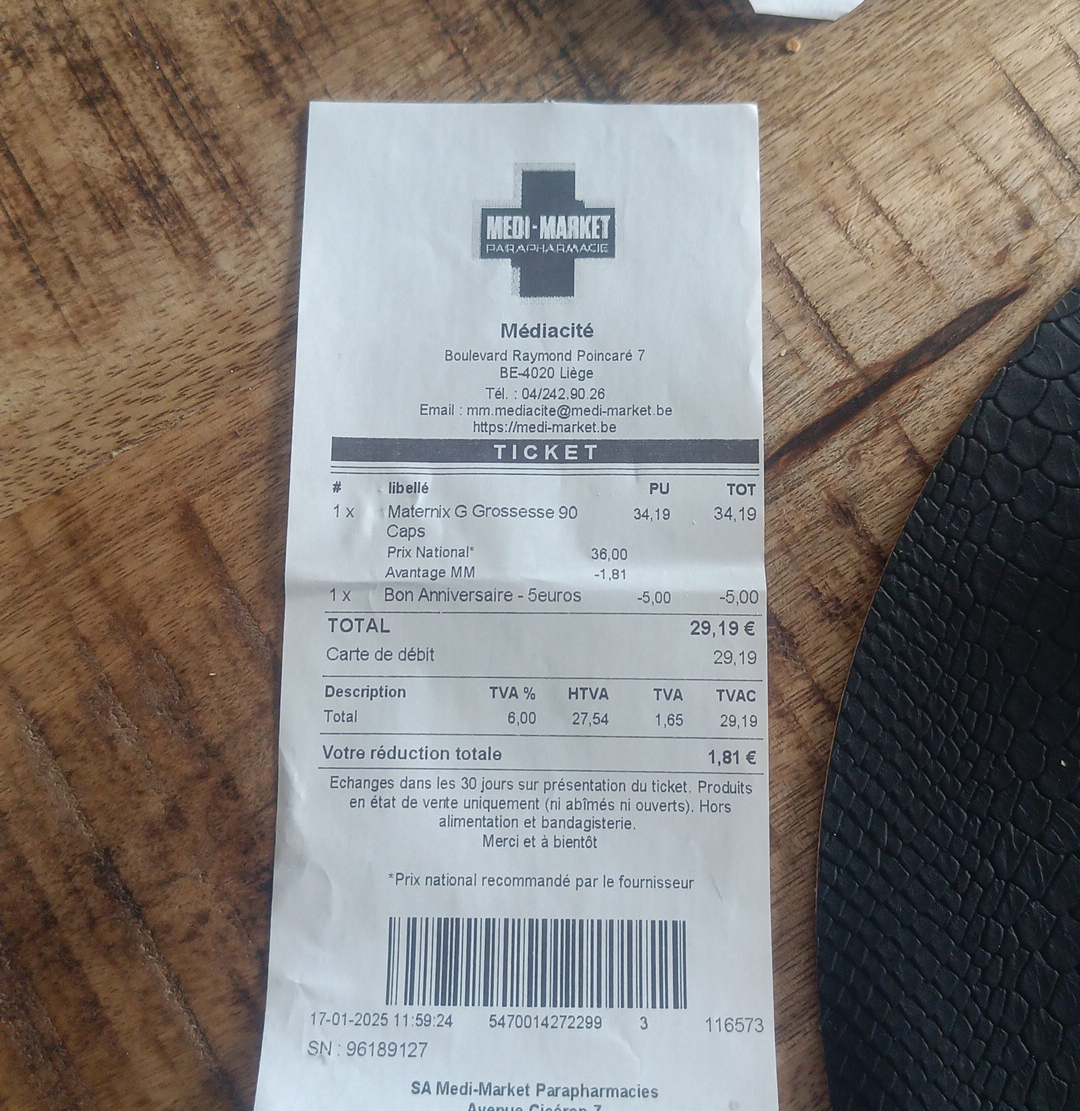 MEDI-MARKET
PARAPHARMACIE
Médiacité
Boulevard Raymond Poincaré 7
BE-4020 Liège
Tél. : 04/242.90.26
Email : mm.mediacite@medi-market.be
https://medi-market.be
TICKET
# libellé PU TOT
1 x Maternix G Grossesse 90 34,19 34,19
Caps
Prix National* 36,00
Avantage MM -1,81
1 x Bon Anniversaire - 5euros -5,00 -5,00
TOTAL 29,19 €
Carte de débit 29,19
Description TVA % HTVA TVA TVAC
Total 6,00 27,54 1,65 29,19
Votre réduction totale 1,81 €
Echanges dans les 30 jours sur présentation du ticket. Produits
en état de vente uniquement (ni abîmés ni ouverts). Hors
alimentation et bandagisterie.
Merci et à bientôt
*Prix national recommandé par le fournisseur
17-01-2025 11:59:24 5470014272299 3 116573
SN : 96189127
SA Medi-Market Parapharmacies
Avenue Cicéron 7